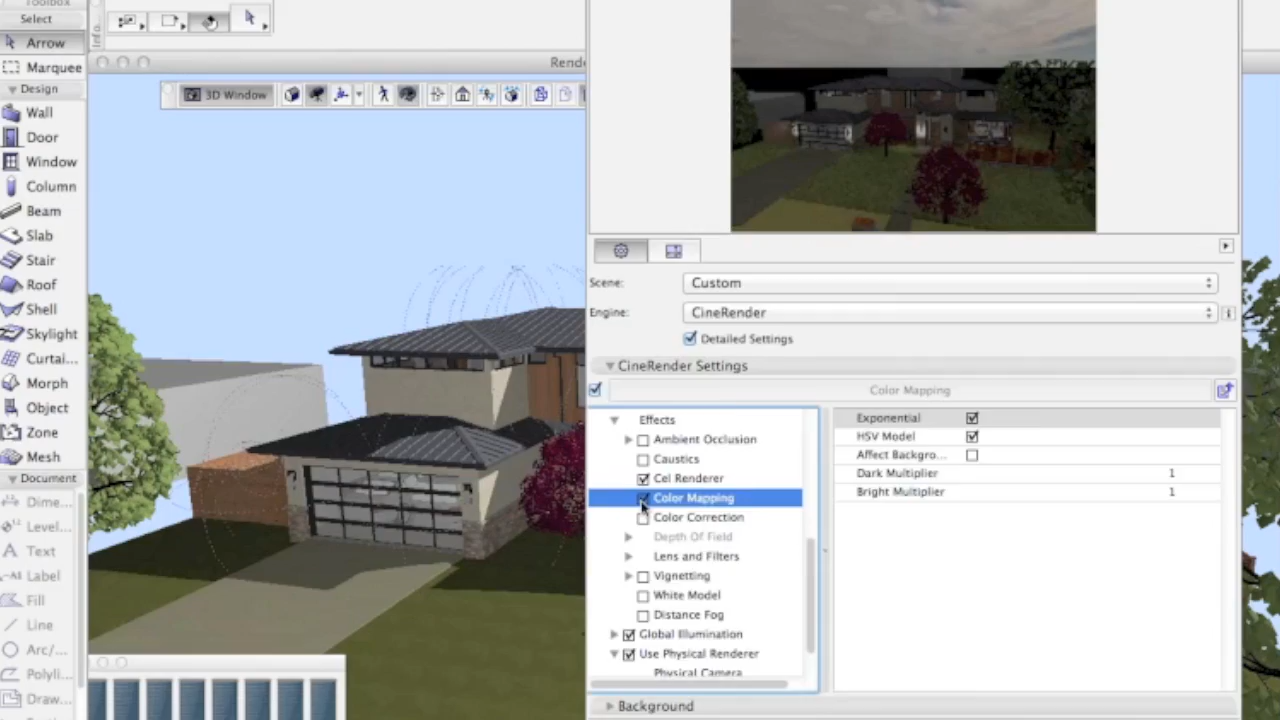 Toolbox
Select
Info.
Arrow
Marquee
Design
Wall
Door
Window
Column
Beam
Slab
Stair
Roof
Shell
Skylight
Curtai...
Morph
Object
Zone
Mesh
Document
Dime...
Level...
Text
Label
Fill
Line
Arc/...
Polyli...
Draw...
Rende
3D Window
Scene:
Custom
Engine:
CineRender
Detailed Settings
CineRender Settings
Color Mapping
Effects
Ambient Occlusion
Caustics
Cel Renderer
Color Mapping
Color Correction
Depth Of Field
Lens and Filters
Vignetting
White Model
Distance Fog
Global Illumination
Use Physical Renderer
Physical Camera
Exponential
HSV Model
Affect Backgro...
Dark Multiplier 1
Bright Multiplier 1
Background